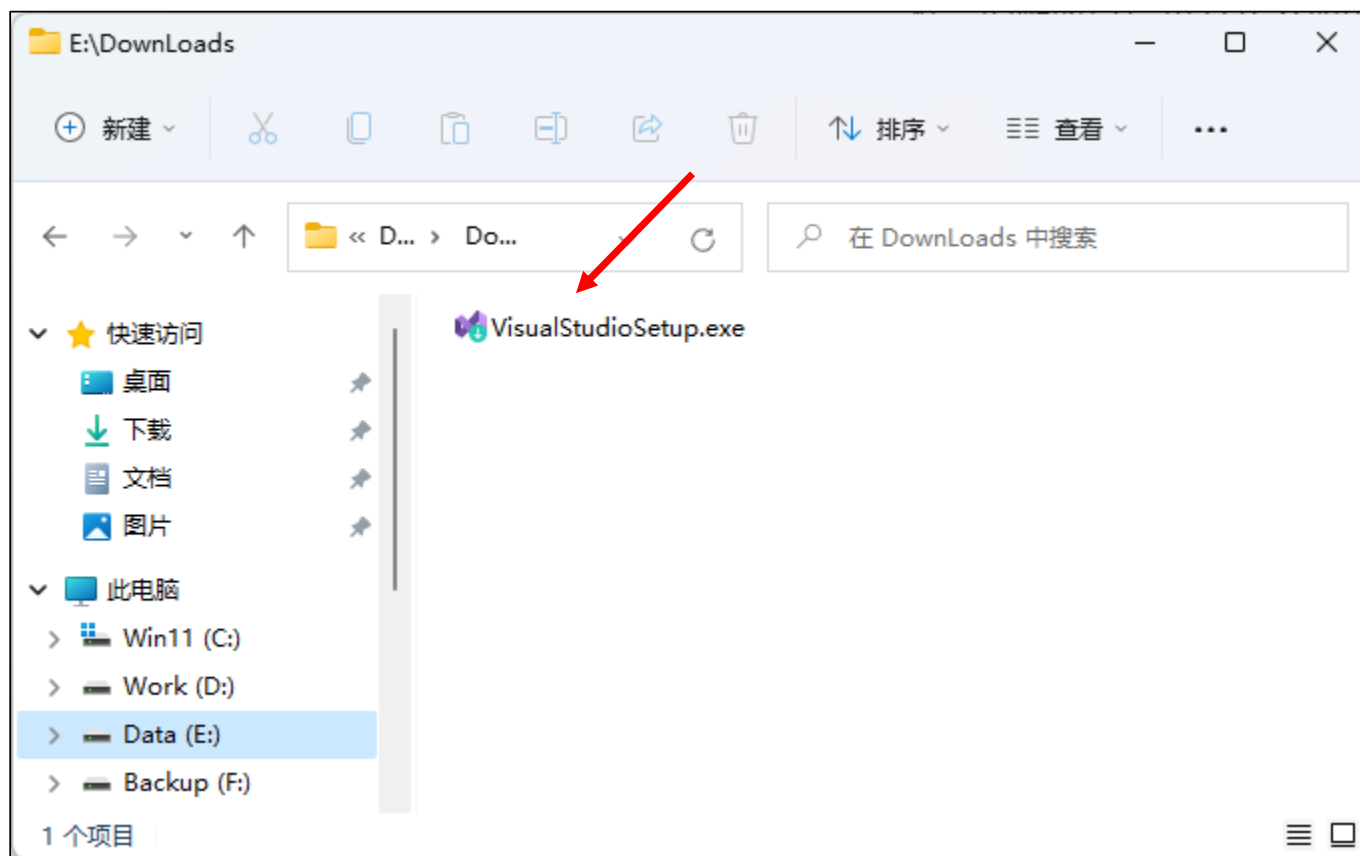 E:\DownLoads
新建 排序 查看
« D... › Do... 在 DownLoads 中搜索
快速访问
VisualStudioSetup.exe
桌面
下载
文档
图片
此电脑
Win11 (C:)
Work (D:)
Data (E:)
Backup (F:)
1 个项目